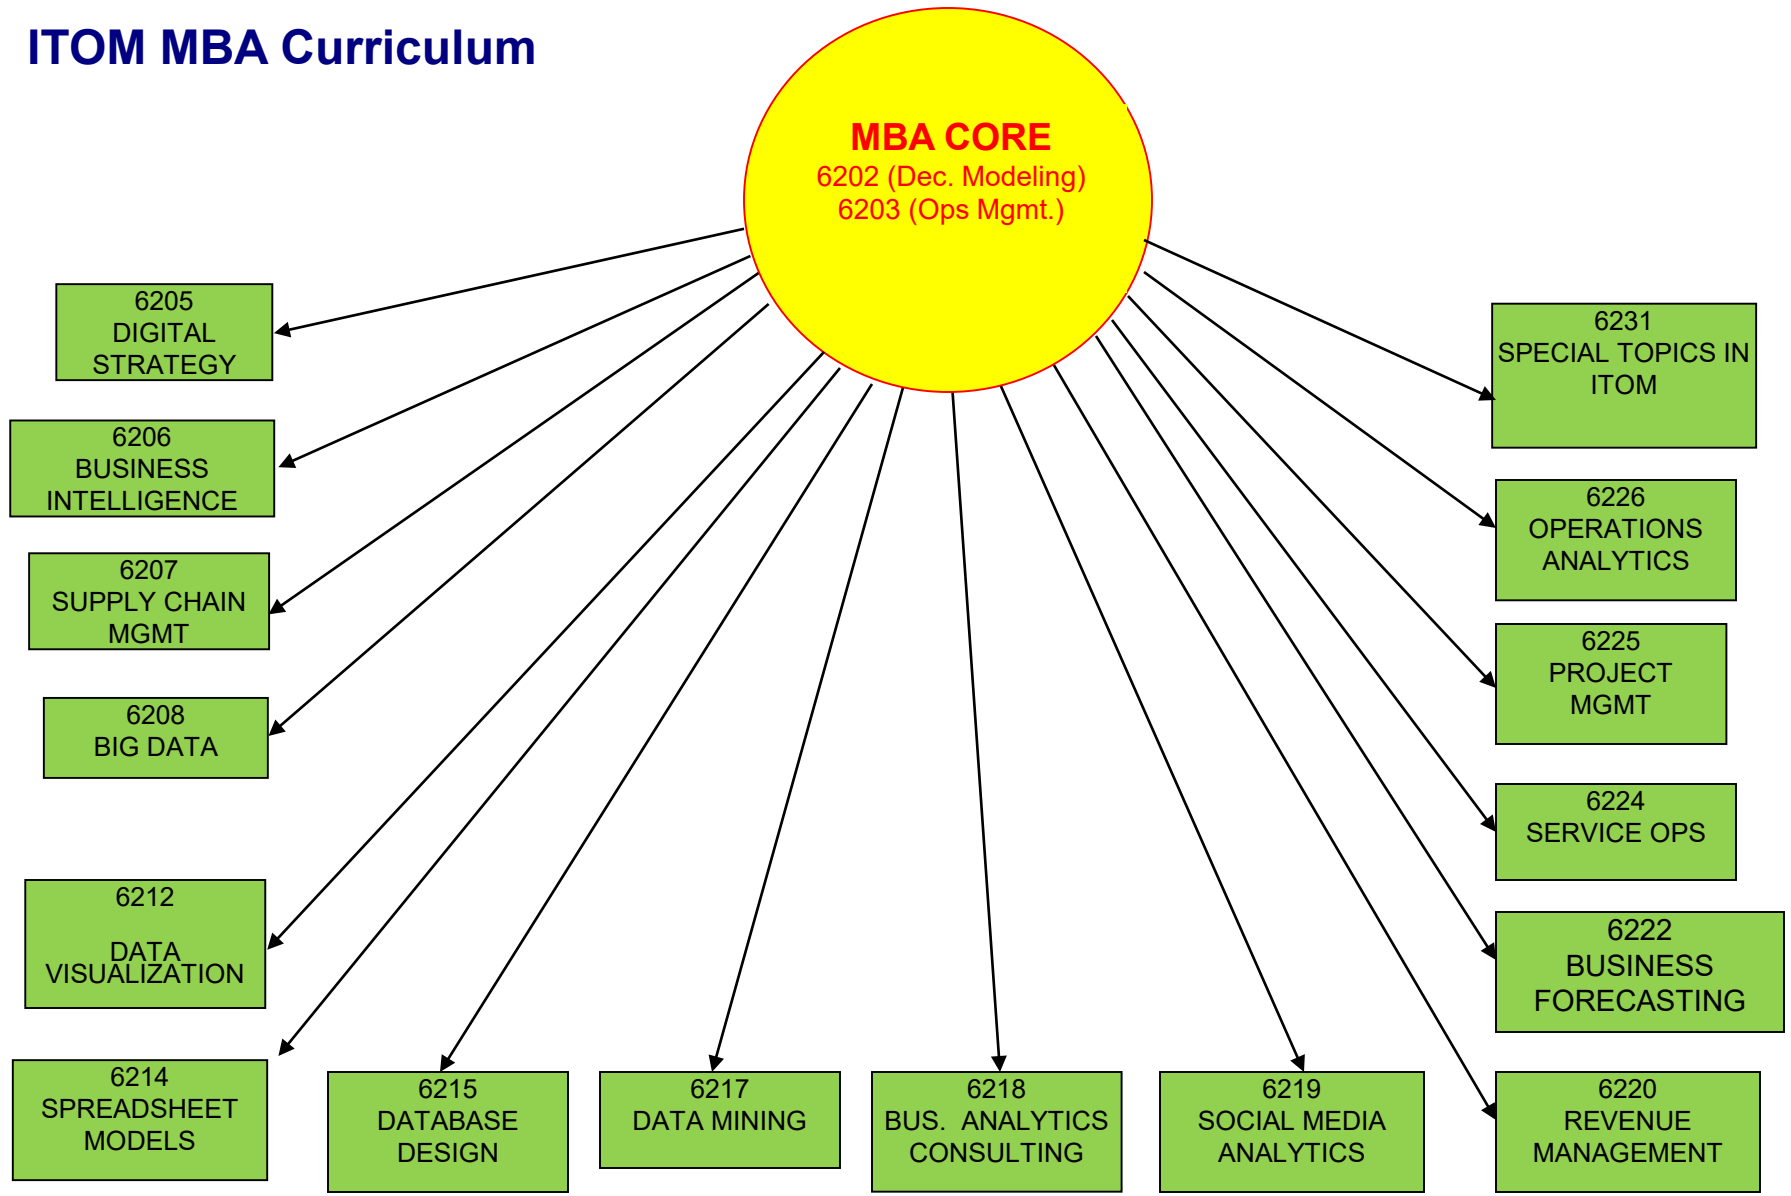 ITOM MBA Curriculum
MBA CORE
6202 (Dec. Modeling)
6203 (Ops Mgmt.)
6205
DIGITAL
STRATEGY
6206
BUSINESS
INTELLIGENCE
6207
SUPPLY CHAIN
MGMT
6208
BIG DATA
6212
DATA
VISUALIZATION
6214
SPREADSHEET
MODELS
6215
DATABASE
DESIGN
6217
DATA MINING
6218
BUS.  ANALYTICS
CONSULTING
6219
SOCIAL MEDIA
ANALYTICS
6220
REVENUE
MANAGEMENT
6222
BUSINESS
FORECASTING
6224
SERVICE OPS
6225
PROJECT
MGMT
6226
OPERATIONS
ANALYTICS
6231
SPECIAL TOPICS IN
ITOM